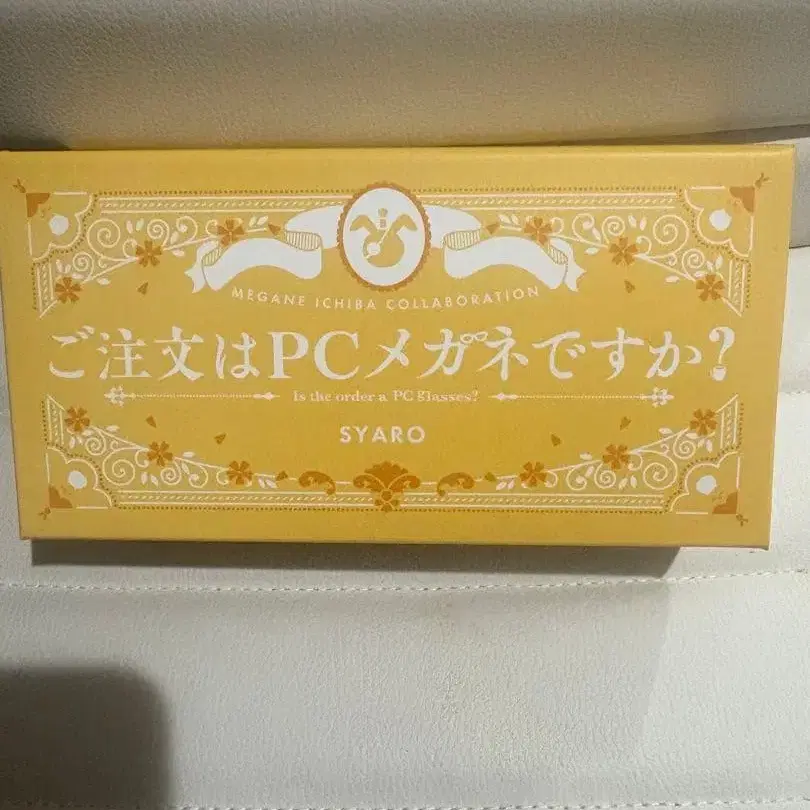 MEGANE ICHIBA COLLABORATION
ご注文はPCメガネですか?
Is the order a PC Glasses?
SYARO